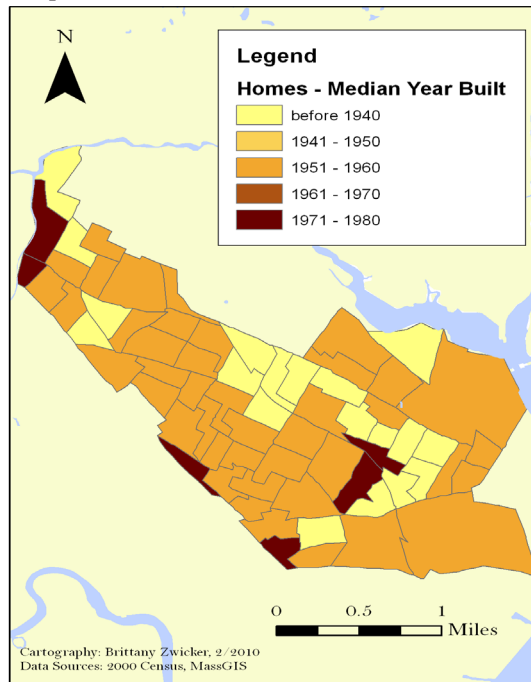 N
Legend
Homes - Median Year Built
before 1940
1941 - 1950
1951 - 1960
1961 - 1970
1971 - 1980
0 0.5 1
Miles
Cartography: Brittany Zwicker, 2/2010
Data Sources: 2000 Census, MassGIS